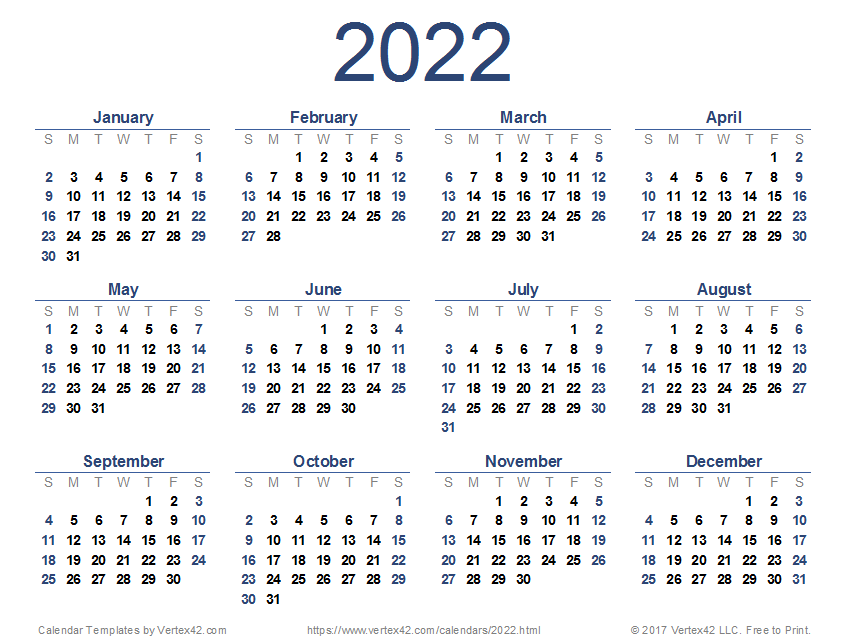 2022
January February March April
S M T W T F S S M T W T F S S M T W T F S S M T W T F S
1 1 2 3 4 5 1 2 3 4 5 1 2
2 3 4 5 6 7 8 6 7 8 9 10 11 12 6 7 8 9 10 11 12 3 4 5 6 7 8 9
9 10 11 12 13 14 15 13 14 15 16 17 18 19 13 14 15 16 17 18 19 10 11 12 13 14 15 16
16 17 18 19 20 21 22 20 21 22 23 24 25 26 20 21 22 23 24 25 26 17 18 19 20 21 22 23
23 24 25 26 27 28 29 27 28 27 28 29 30 31 24 25 26 27 28 29 30
30 31
May June July August
S M T W T F S S M T W T F S S M T W T F S S M T W T F S
1 2 3 4 5 6 7 1 2 3 4 1 2 1 2 3 4 5 6
8 9 10 11 12 13 14 5 6 7 8 9 10 11 3 4 5 6 7 8 9 7 8 9 10 11 12 13
15 16 17 18 19 20 21 12 13 14 15 16 17 18 10 11 12 13 14 15 16 14 15 16 17 18 19 20
22 23 24 25 26 27 28 19 20 21 22 23 24 25 17 18 19 20 21 22 23 21 22 23 24 25 26 27
29 30 31 26 27 28 29 30 24 25 26 27 28 29 30 28 29 30 31
31
September October November December
S M T W T F S S M T W T F S S M T W T F S S M T W T F S
1 2 3 1 1 2 3 4 5 1 2 3
4 5 6 7 8 9 10 2 3 4 5 6 7 8 6 7 8 9 10 11 12 4 5 6 7 8 9 10
11 12 13 14 15 16 17 9 10 11 12 13 14 15 13 14 15 16 17 18 19 11 12 13 14 15 16 17
18 19 20 21 22 23 24 16 17 18 19 20 21 22 20 21 22 23 24 25 26 18 19 20 21 22 23 24
25 26 27 28 29 30 23 24 25 26 27 28 29 27 28 29 30 25 26 27 28 29 30 31
30 31
Calendar Templates by Vertex42.com https://www.vertex42.com/calendars/2022.html © 2017 Vertex42 LLC. Free to Print.